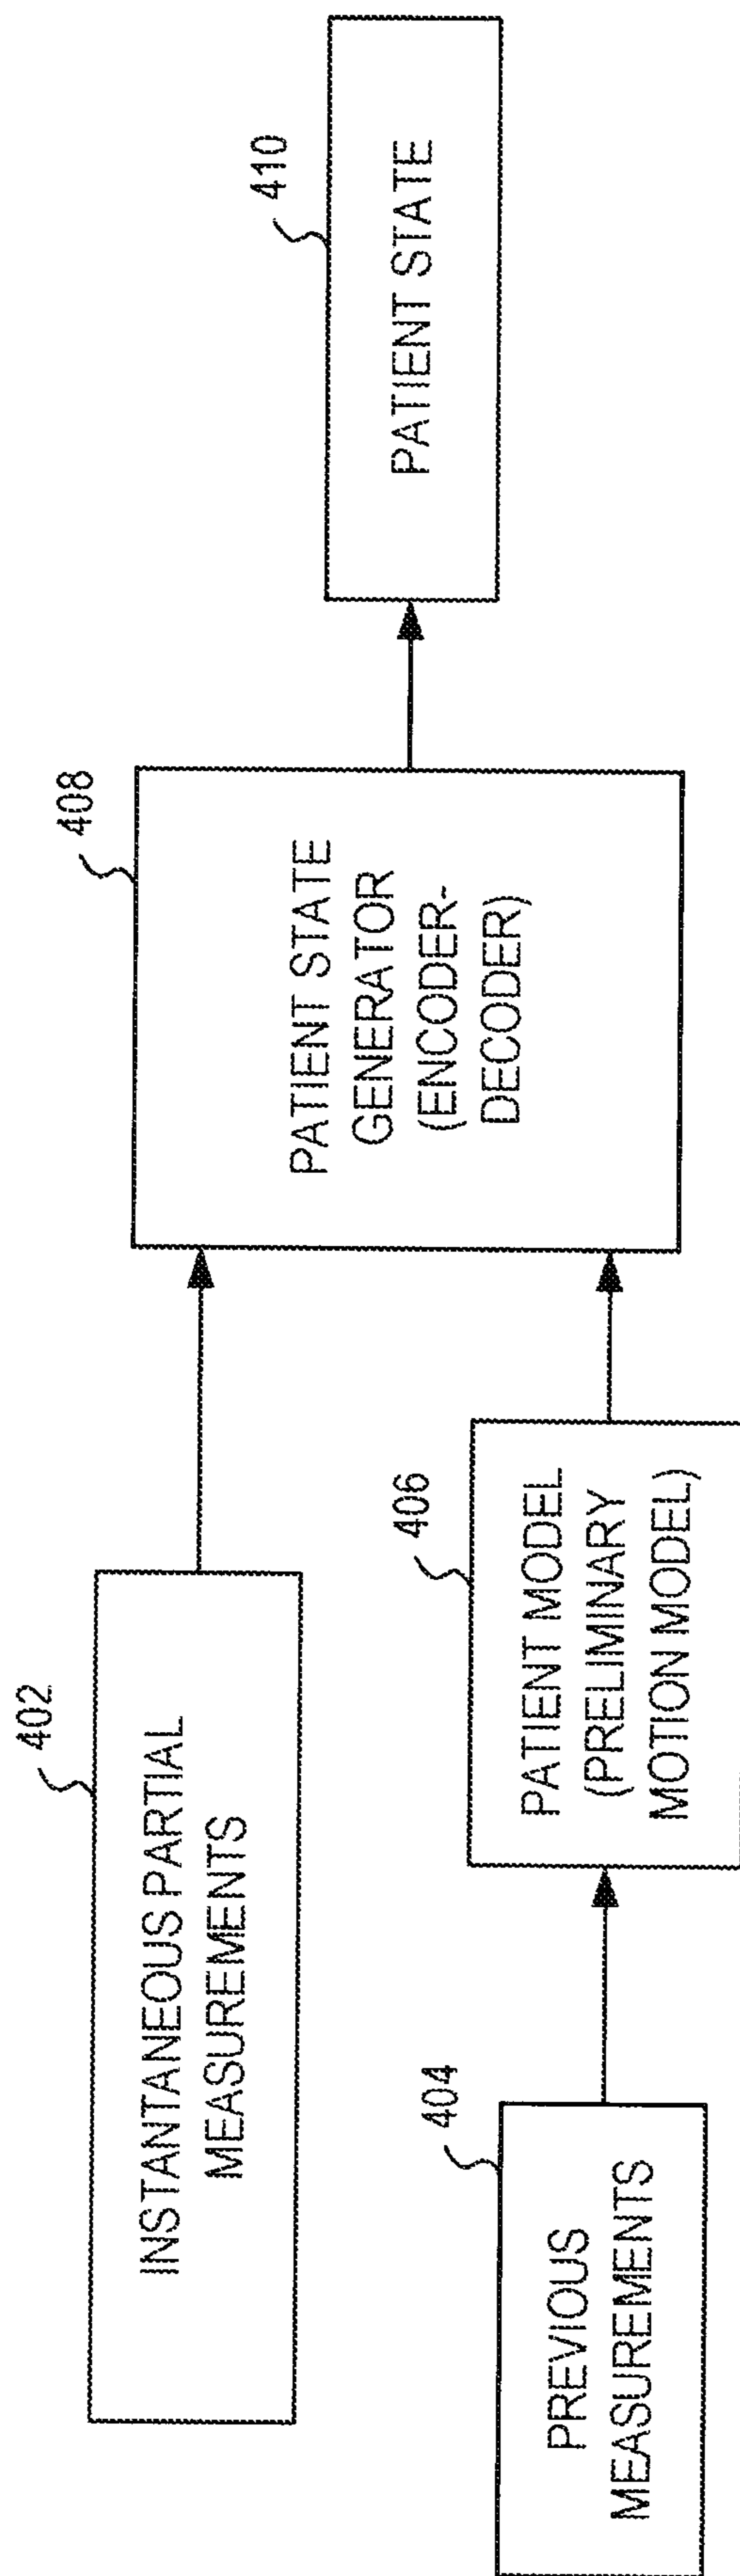 402
INSTANTANEOUS PARTIAL
MEASUREMENTS
404
PREVIOUS
MEASUREMENTS
406
PATIENT MODEL
(PRELIMINARY
MOTION MODEL)
408
PATIENT STATE
GENERATOR
(ENCODER-
DECODER)
410
PATIENT STATE